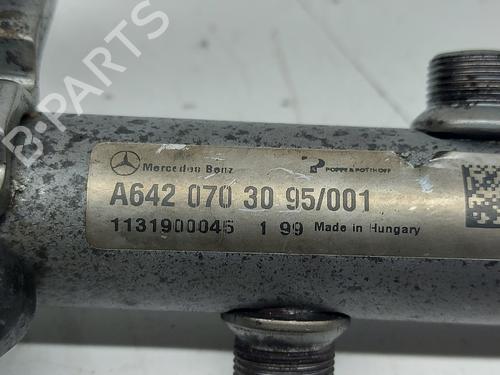 B-PARTS
Mercedes Benz POPPE & POTTHOFF
A642 070 30 95/001
1131900045 1 99 Made in Hungary